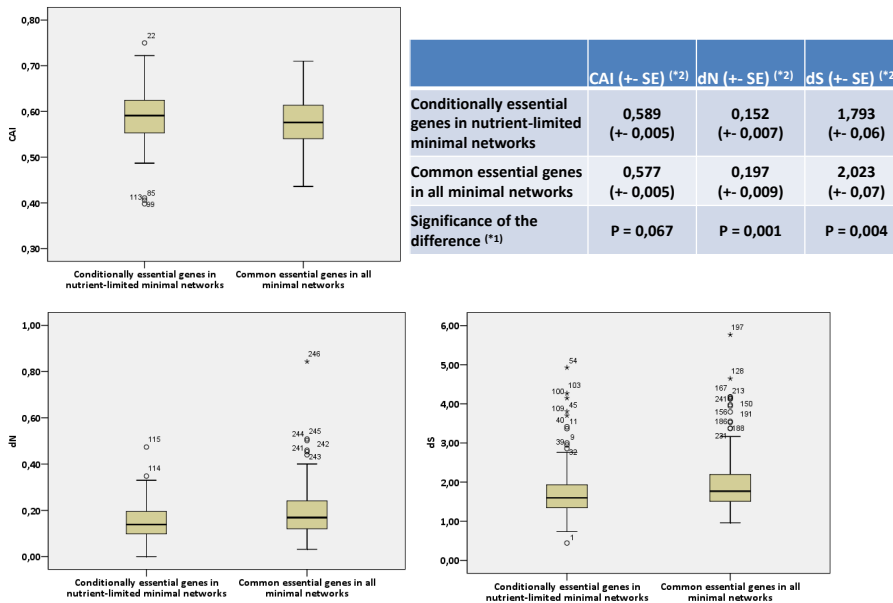 0,80
0,70
0,60
0,50
0,40
0,30
CAI
22
113
85
89
Conditionally essential genes in
nutrient-limited minimal networks
Common essential genes in all
minimal networks
CAI (+- SE) (*2) dN (+- SE) (*2) dS (+- SE) (*2
Conditionally essential
genes in nutrient-limited
minimal networks
0,589
(+- 0,005)
0,152
(+- 0,007)
1,793
(+- 0,06)
Common essential genes
in all minimal networks
0,577
(+- 0,005)
0,197
(+- 0,009)
2,023
(+- 0,07)
Significance of the
difference (*1)
P = 0,067
P = 0,001
P = 0,004
1,00
0,80
0,60
0,40
0,20
0,00
dN
115
114
246
244 245
241 242
243
Conditionally essential genes in
nutrient-limited minimal networks
Common essential genes in all
minimal networks
6,00
5,00
4,00
3,00
2,00
1,00
0,00
dS
54
100 103
109 45
40 11
39 9
32
1
197
128
167 213
241 150
156 191
186 188
231
Conditionally essential genes in
nutrient-limited minimal networks
Common essential genes in all
minimal networks